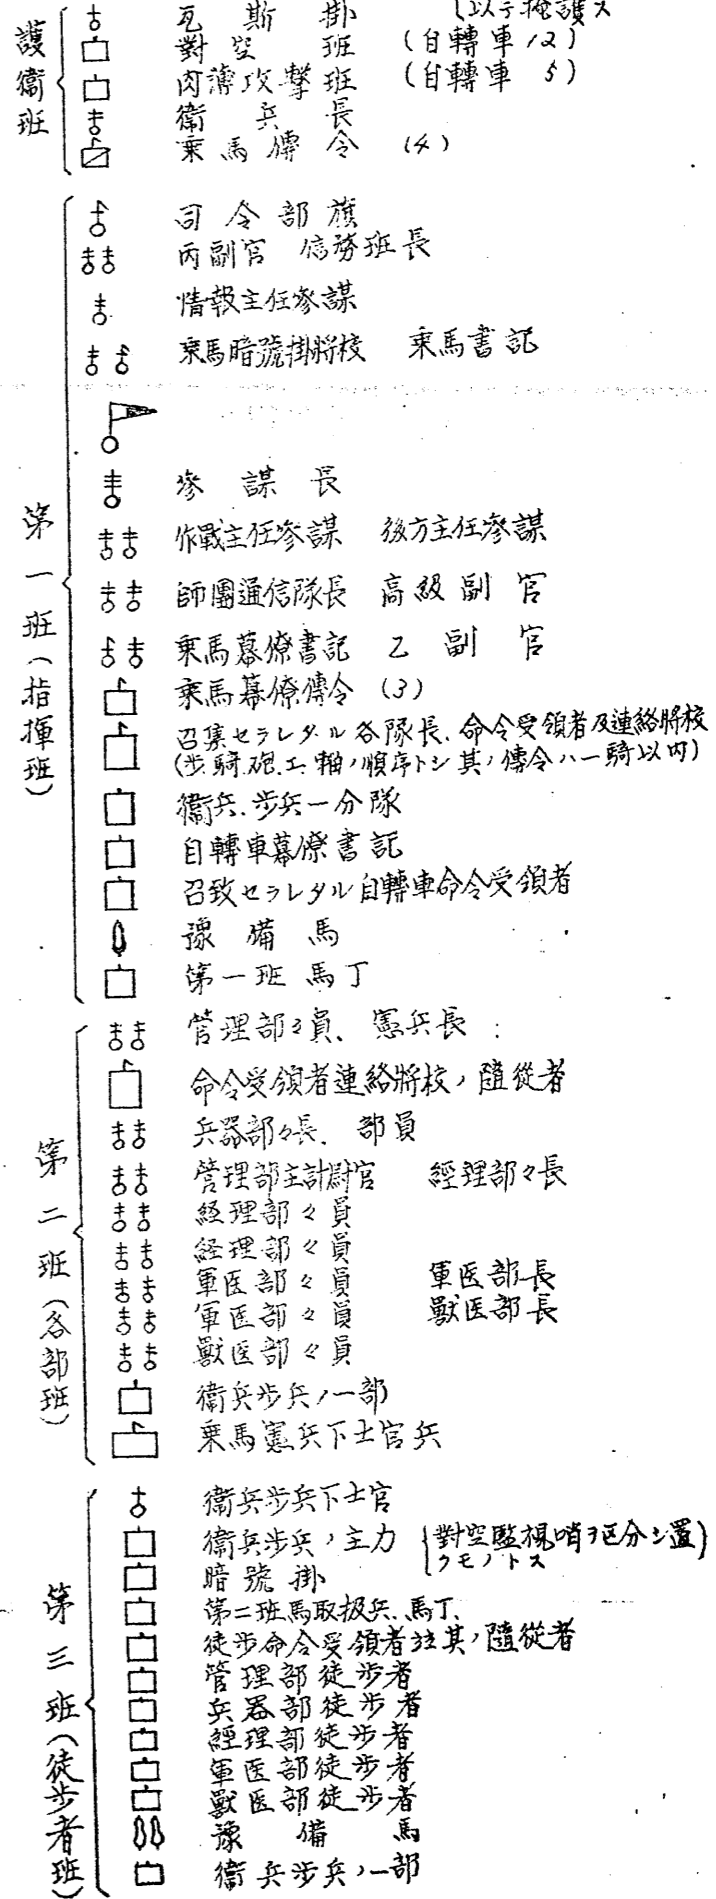 護衞班
瓦斯掛 (以テ掩護ス
對空班 (自轉車12)
肉薄攻擊班 (自轉車 5)
衞兵長
乘馬傳令 (4)
第一班(指揮班)
司令部旗
丙副官 信務班長
情報主任參謀
乘馬暗號掛將校 乘馬書記
參謀長
作戰主任參謀 後方主任參謀
師團通信隊長 高級副官
乘馬幕僚書記 乙副官
乘馬幕僚傳令 (3)
召集セラレタル各隊長、命令受領者及連絡將校
(步.騎.砲.工.輜ノ順序トシ其ノ傳令ハ一騎以內)
衞兵、步兵一分隊
自轉車幕僚書記
召致セラレタル自轉車命令受領者
豫備馬
第一班馬丁
第二班(各部班)
管理部々員、憲兵長
命令受領者連絡將校ノ隨從者
兵器部々長、部員
管理部主計尉官 經理部々長
経理部々員
経理部々員
軍医部々員 軍医部長
軍医部々員 獸医部長
獸医部々員
衞兵步兵ノ一部
乘馬憲兵下士官兵
第三班(徒步者班)
衞兵步兵下士官
衞兵步兵ノ主力 {對空監視哨ヲ区分シ置)
クモノトス
暗號掛
第二班馬取扱兵、馬丁、
徒步命令受領者竝其ノ隨從者
管理部徒步者
兵器部徒步者
經理部徒步者
軍医部徒步者
獸医部徒步者
豫備馬
衞兵步兵ノ一部